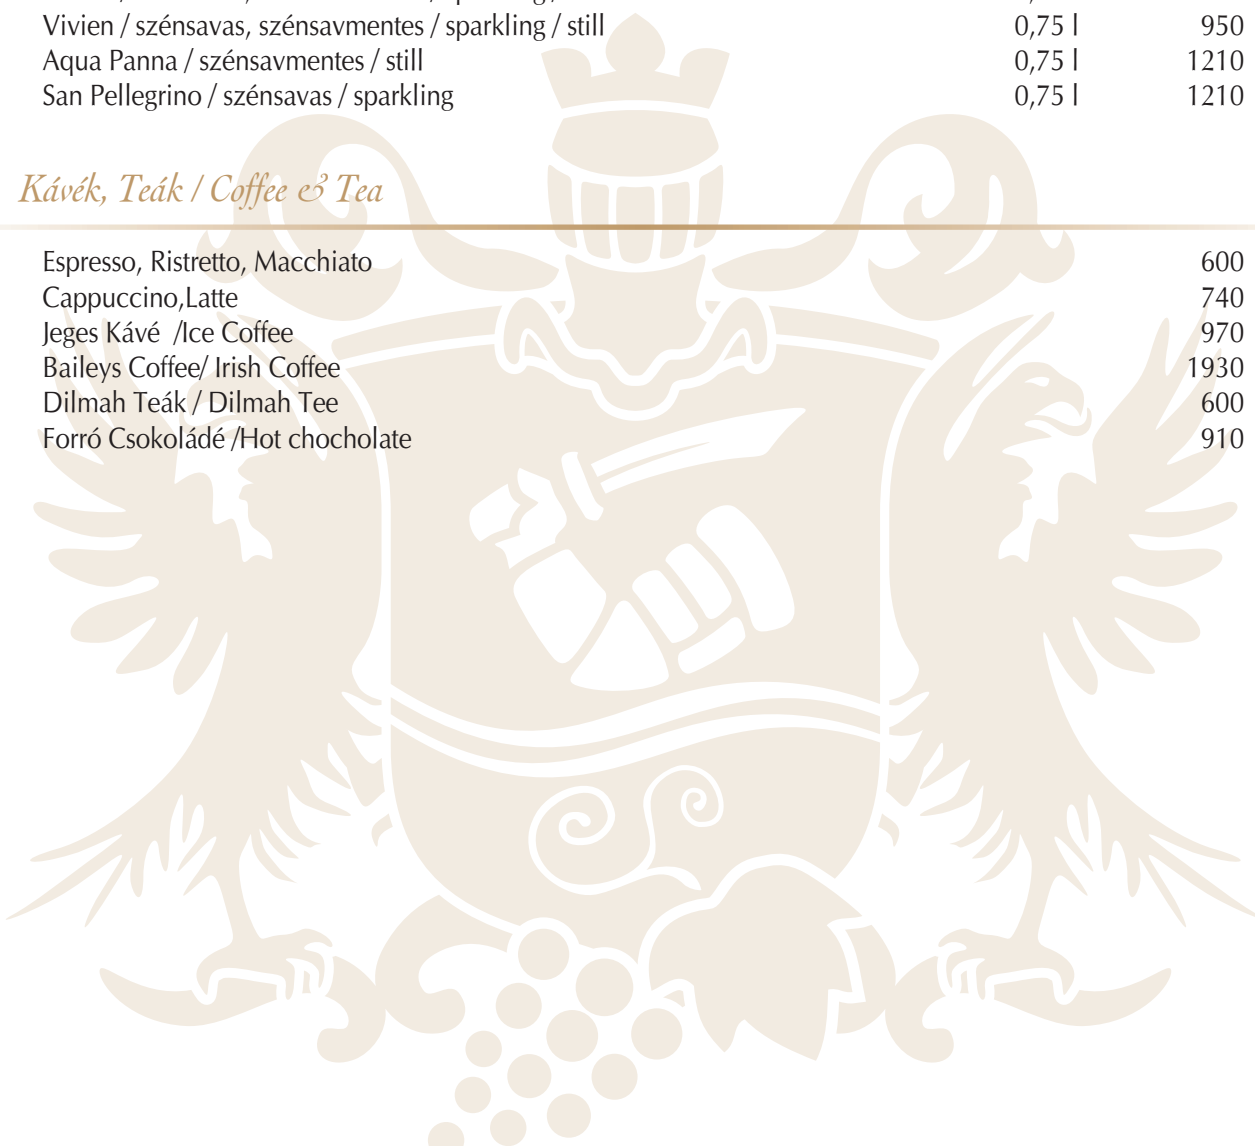 Vivien / szénsavas, szénsavmentes / sparkling / still 0,75 l 950
Aqua Panna / szénsavmentes / still 0,75 l 1210
San Pellegrino / szénsavas / sparkling 0,75 l 1210
Kávék, Teák / Coffee & Tea
Espresso, Ristretto, Macchiato 600
Cappuccino,Latte 740
Jeges Kávé /Ice Coffee 970
Baileys Coffee/ Irish Coffee 1930
Dilmah Teák / Dilmah Tee 600
Forró Csokoládé /Hot chocholate 910